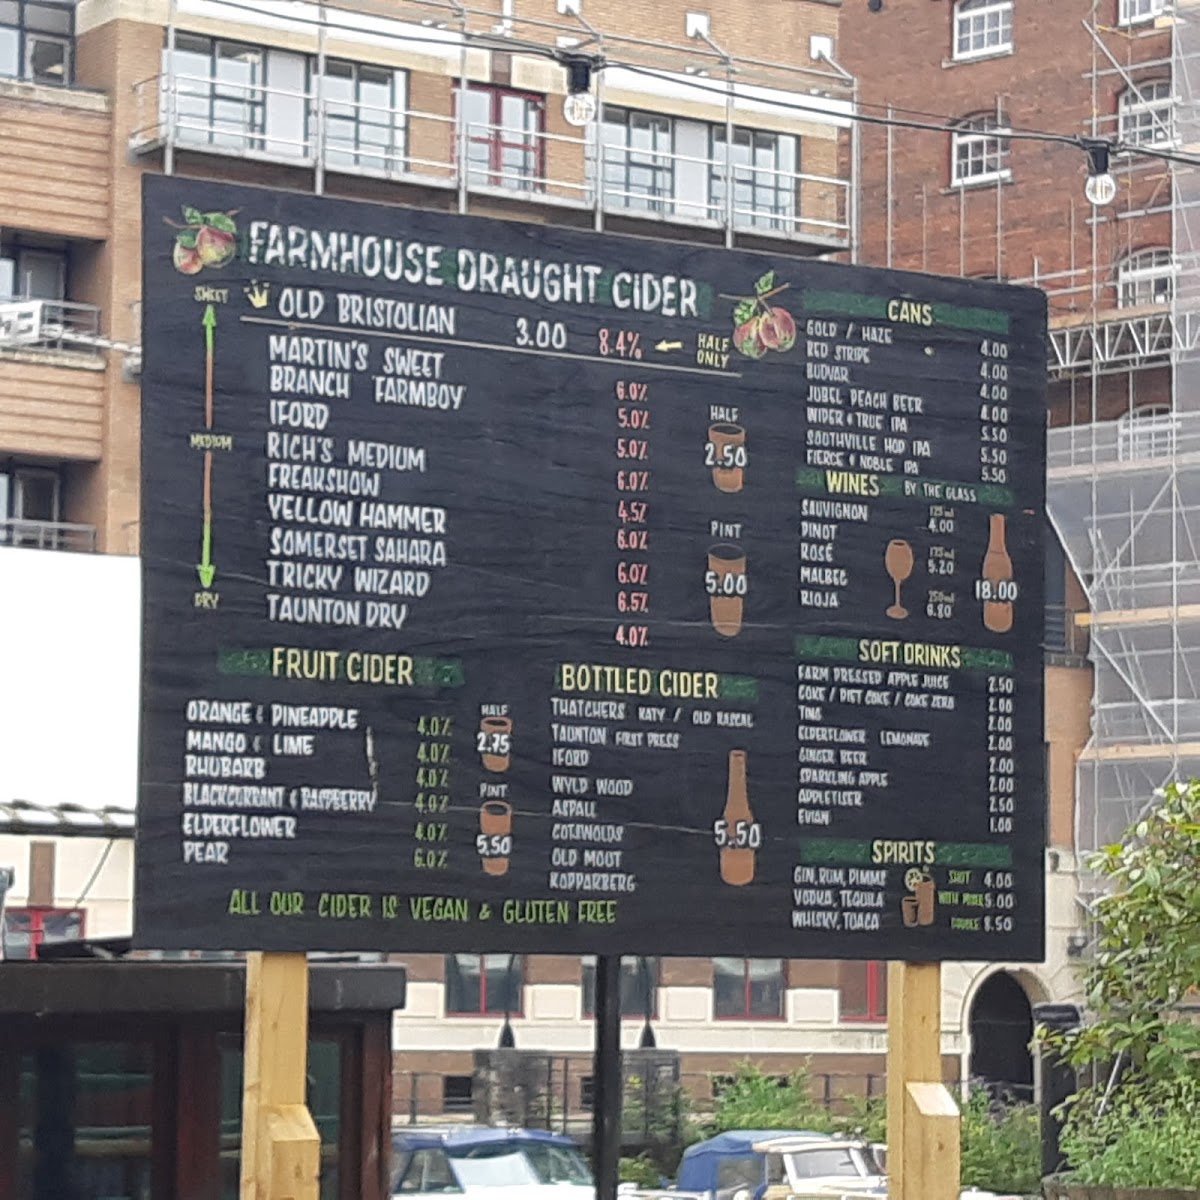 FARMHOUSE DRAUGHT CIDER
SWEET
MEDIUM
DRY
OLD BRISTOLIAN 3.00 8.4% HALF ONLY
MARTIN'S SWEET 6.0%
BRANCH 'FARMBOY' 5.0%
IFORD 5.0%
RICH'S MEDIUM 6.0%
FREAKSHOW 4.5%
YELLOW HAMMER 6.0%
SOMERSET SAHARA 6.0%
TRICKY WIZARD 6.5%
TAUNTON DRY 4.0%
HALF
2.50
PINT
5.00
FRUIT CIDER
ORANGE & PINEAPPLE 4.0%
MANGO & LIME 4.0%
RHUBARB 4.0%
BLACKCURRANT & RASPBERRY 4.0%
ELDERFLOWER 4.0%
PEAR 6.0%
HALF
2.75
PINT
5.50
BOTTLED CIDER
THATCHERS KATY / OLD RASCAL
TAUNTON FIRST PRESS
IFORD
WYLD WOOD
ASPALL
COTSWOLDS
OLD MOUT
KOPPARBERG
5.50
ALL OUR CIDER IS VEGAN & GLUTEN FREE
CANS
GOLD / HAZE 4.00
RED STRIPE 4.00
BUDVAR 4.00
JUBEL PEACH BEER 4.00
WIPER & TRUE IPA 5.50
SOUTHVILLE HOP IPA 5.50
FIERCE & NOBLE IPA 5.50
WINES BY THE GLASS
SAUVIGNON
PINOT
ROSÉ
MALBEC
RIOJA
125ml
4.00
175ml
5.20
250ml
6.80
18.00
SOFT DRINKS
FARM PRESSED APPLE JUICE 2.50
COKE / DIET COKE / COKE ZERO 2.00
TING 2.00
ELDERFLOWER LEMONADE 2.00
GINGER BEER 2.00
SPARKLING APPLE 2.00
APPLETISER 2.50
EVIAN 1.00
SPIRITS
GIN, RUM, PIMMS SHOT 4.00
VODKA, TEQUILA WITH MIXER 5.00
WHISKY, TUACA DOUBLE 8.50